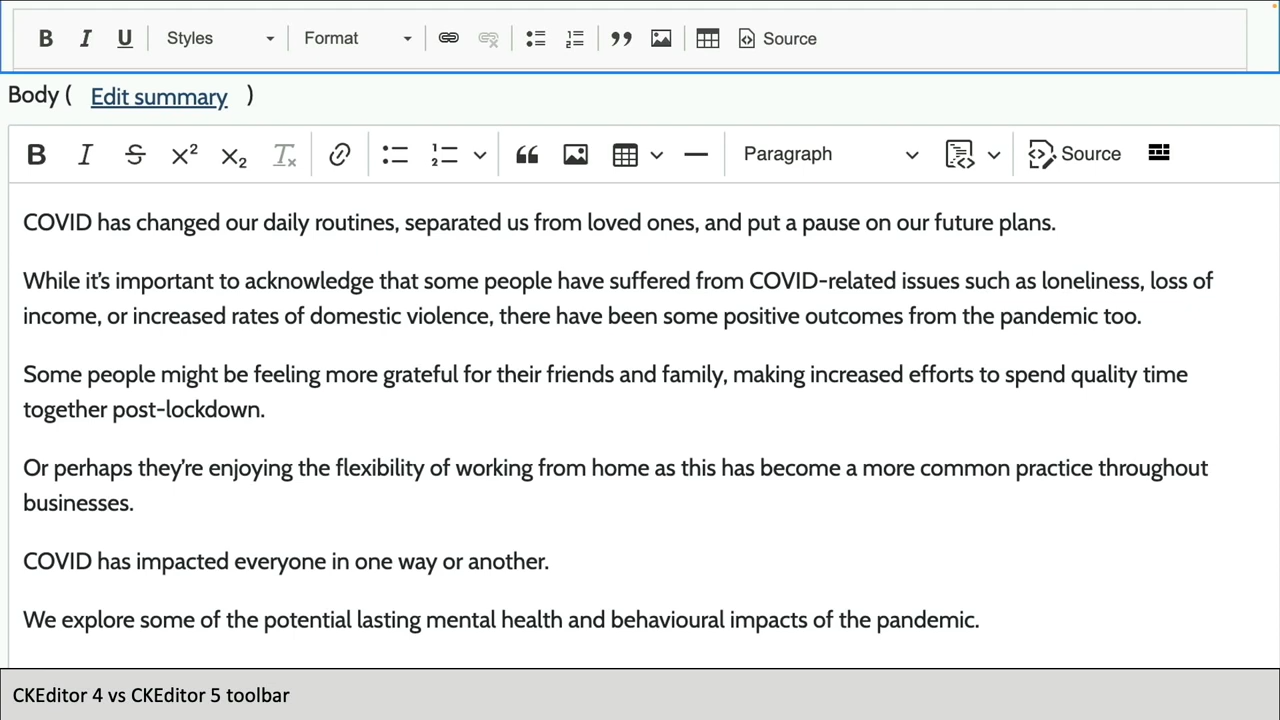 B I U Styles Format Source
Body ( Edit summary )
B I S X² X₂ Tx Paragraph Source
COVID has changed our daily routines, separated us from loved ones, and put a pause on our future plans.
While it's important to acknowledge that some people have suffered from COVID-related issues such as loneliness, loss of
income, or increased rates of domestic violence, there have been some positive outcomes from the pandemic too.
Some people might be feeling more grateful for their friends and family, making increased efforts to spend quality time
together post-lockdown.
Or perhaps they're enjoying the flexibility of working from home as this has become a more common practice throughout
businesses.
COVID has impacted everyone in one way or another.
We explore some of the potential lasting mental health and behavioural impacts of the pandemic.
CKEditor 4 vs CKEditor 5 toolbar